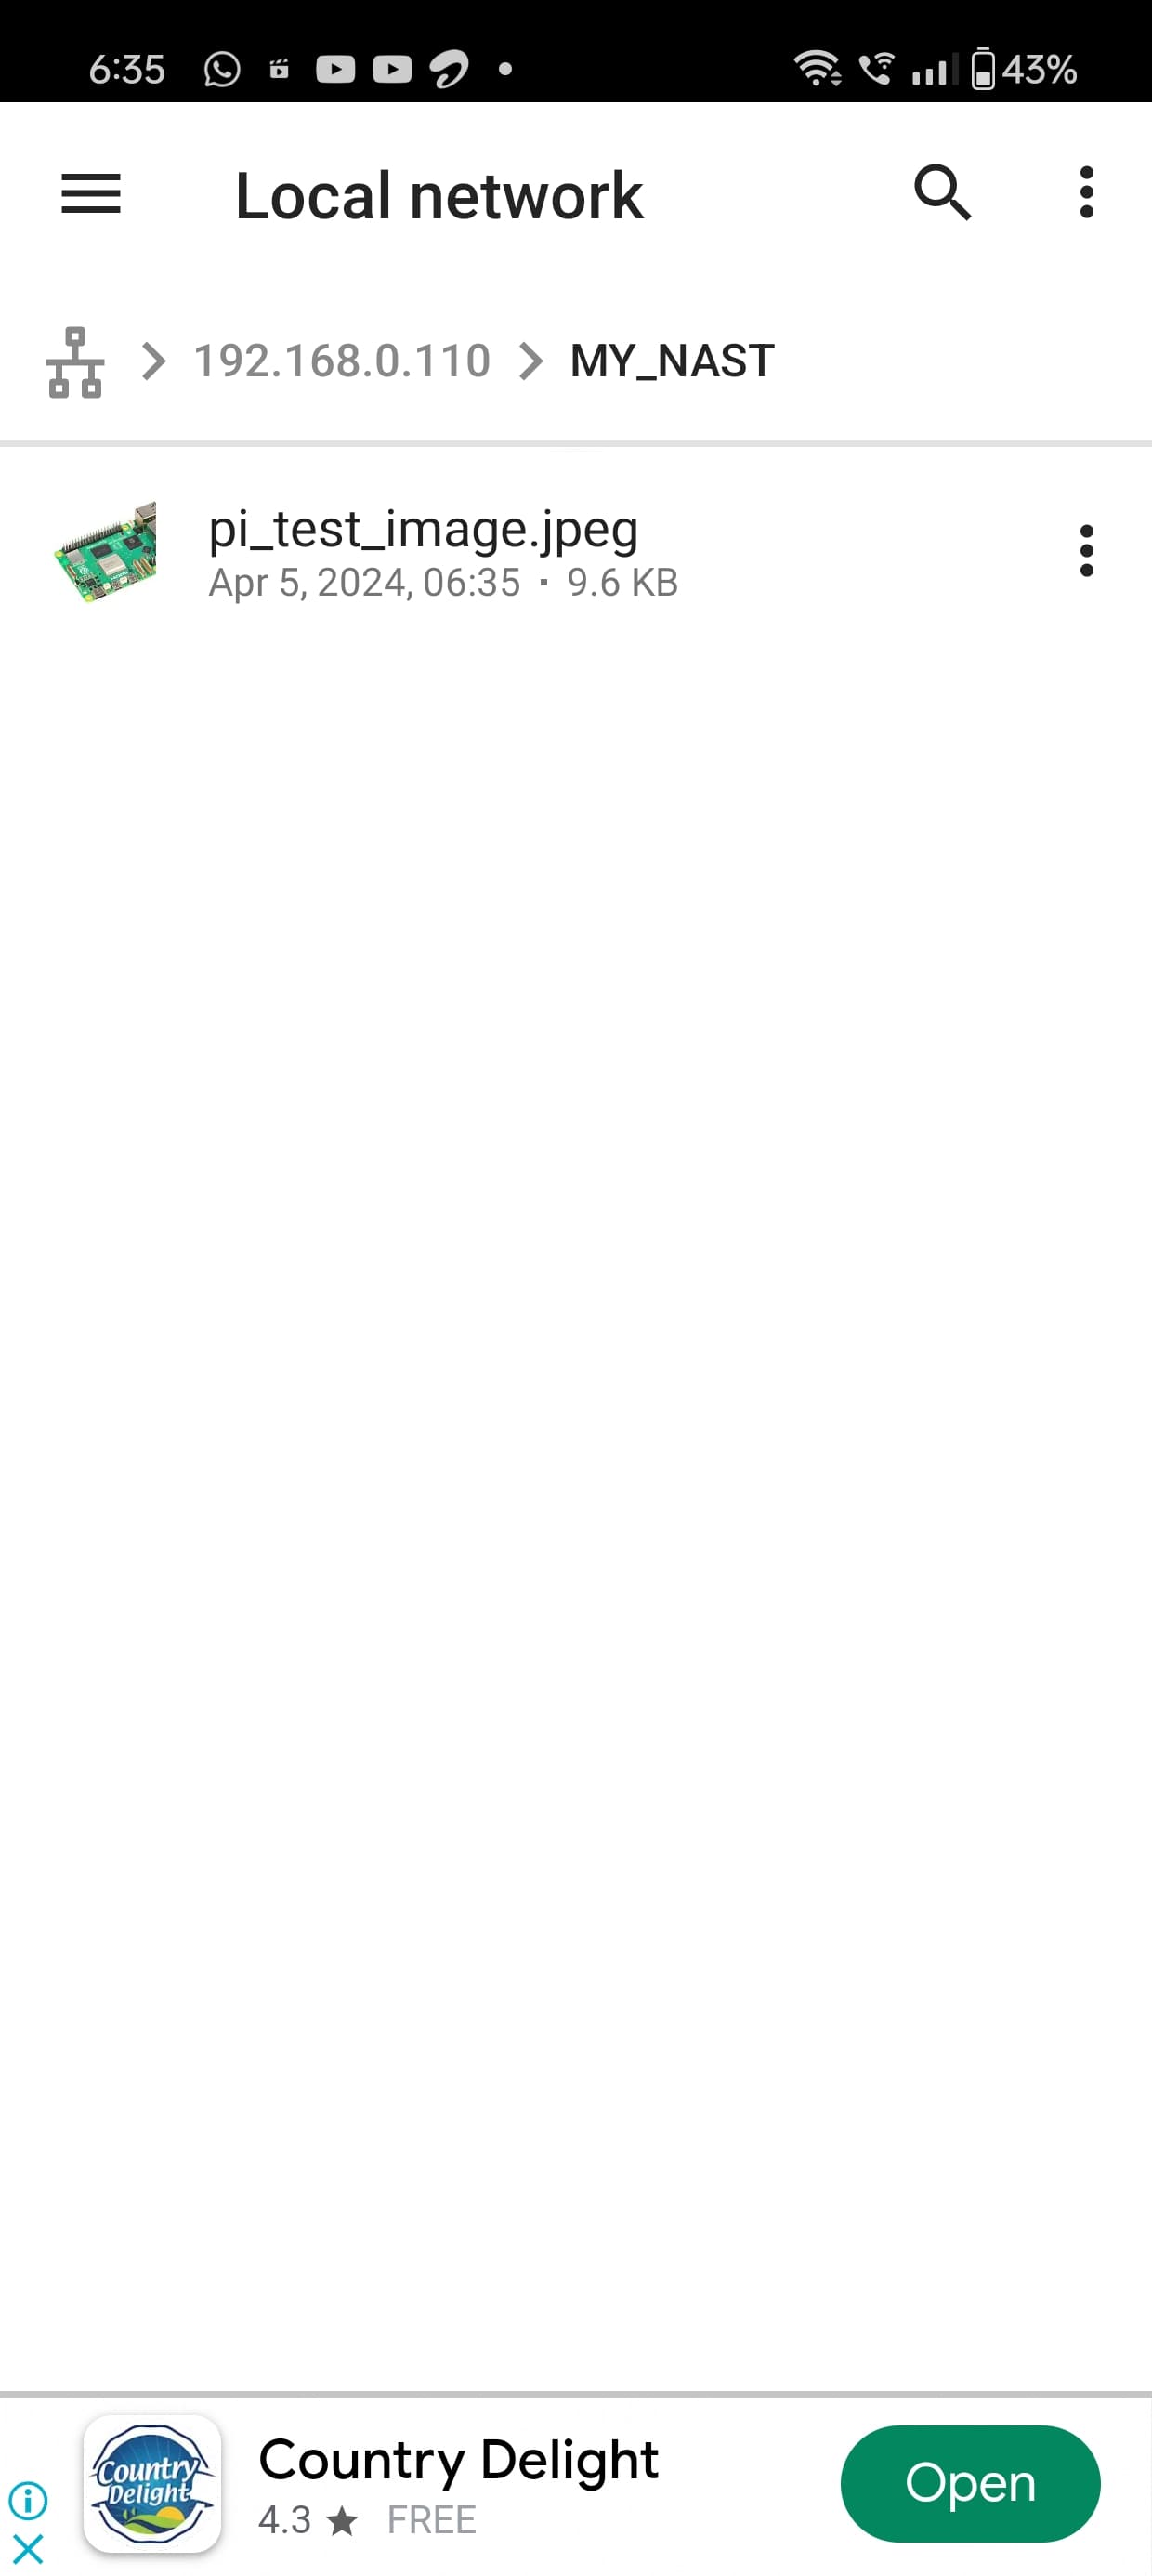 6:35
43%
Local network
192.168.0.110 > MY_NAST
pi_test_image.jpeg
Apr 5, 2024, 06:35 · 9.6 KB
Country Delight
Country Delight
4.3 ★ FREE
Open